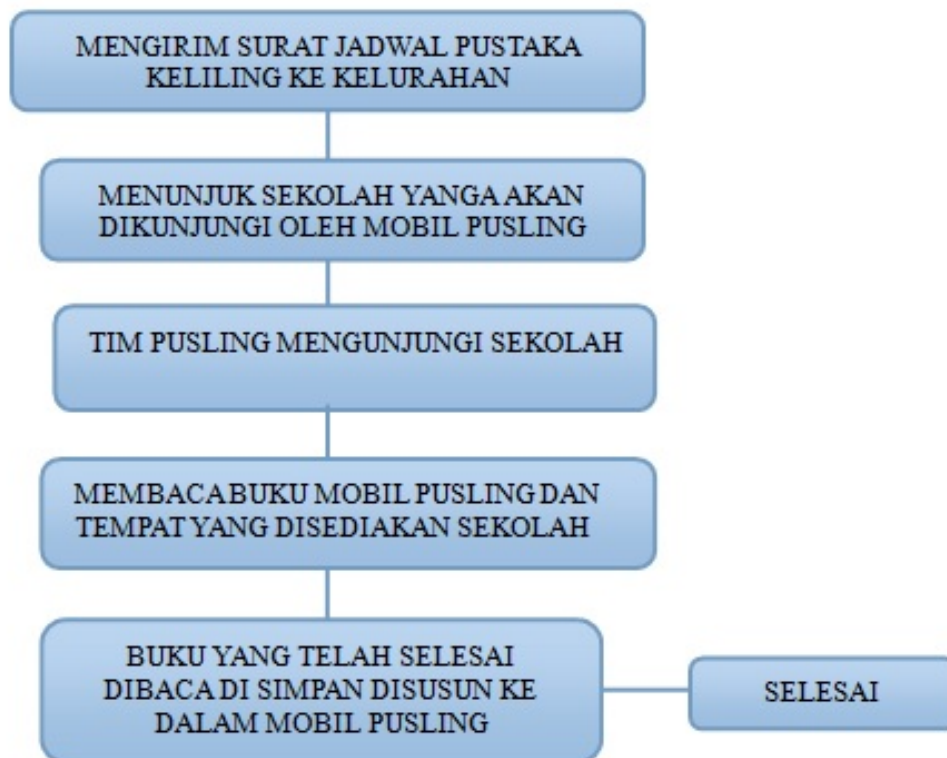 MENGIRIM SURAT JADWAL PUSTAKA
KELILING KE KELURAHAN
MENUNJUK SEKOLAH YANGA AKAN
DIKUNJUNGI OLEH MOBIL PUSLING
TIM PUSLING MENGUNJUNGI SEKOLAH
MEMBACA BUKU MOBIL PUSLING DAN
TEMPAT YANG DISEDIAKAN SEKOLAH
BUKU YANG TELAH SELESAI
DIBACA DI SIMPAN DISUSUN KE
DALAM MOBIL PUSLING
SELESAI